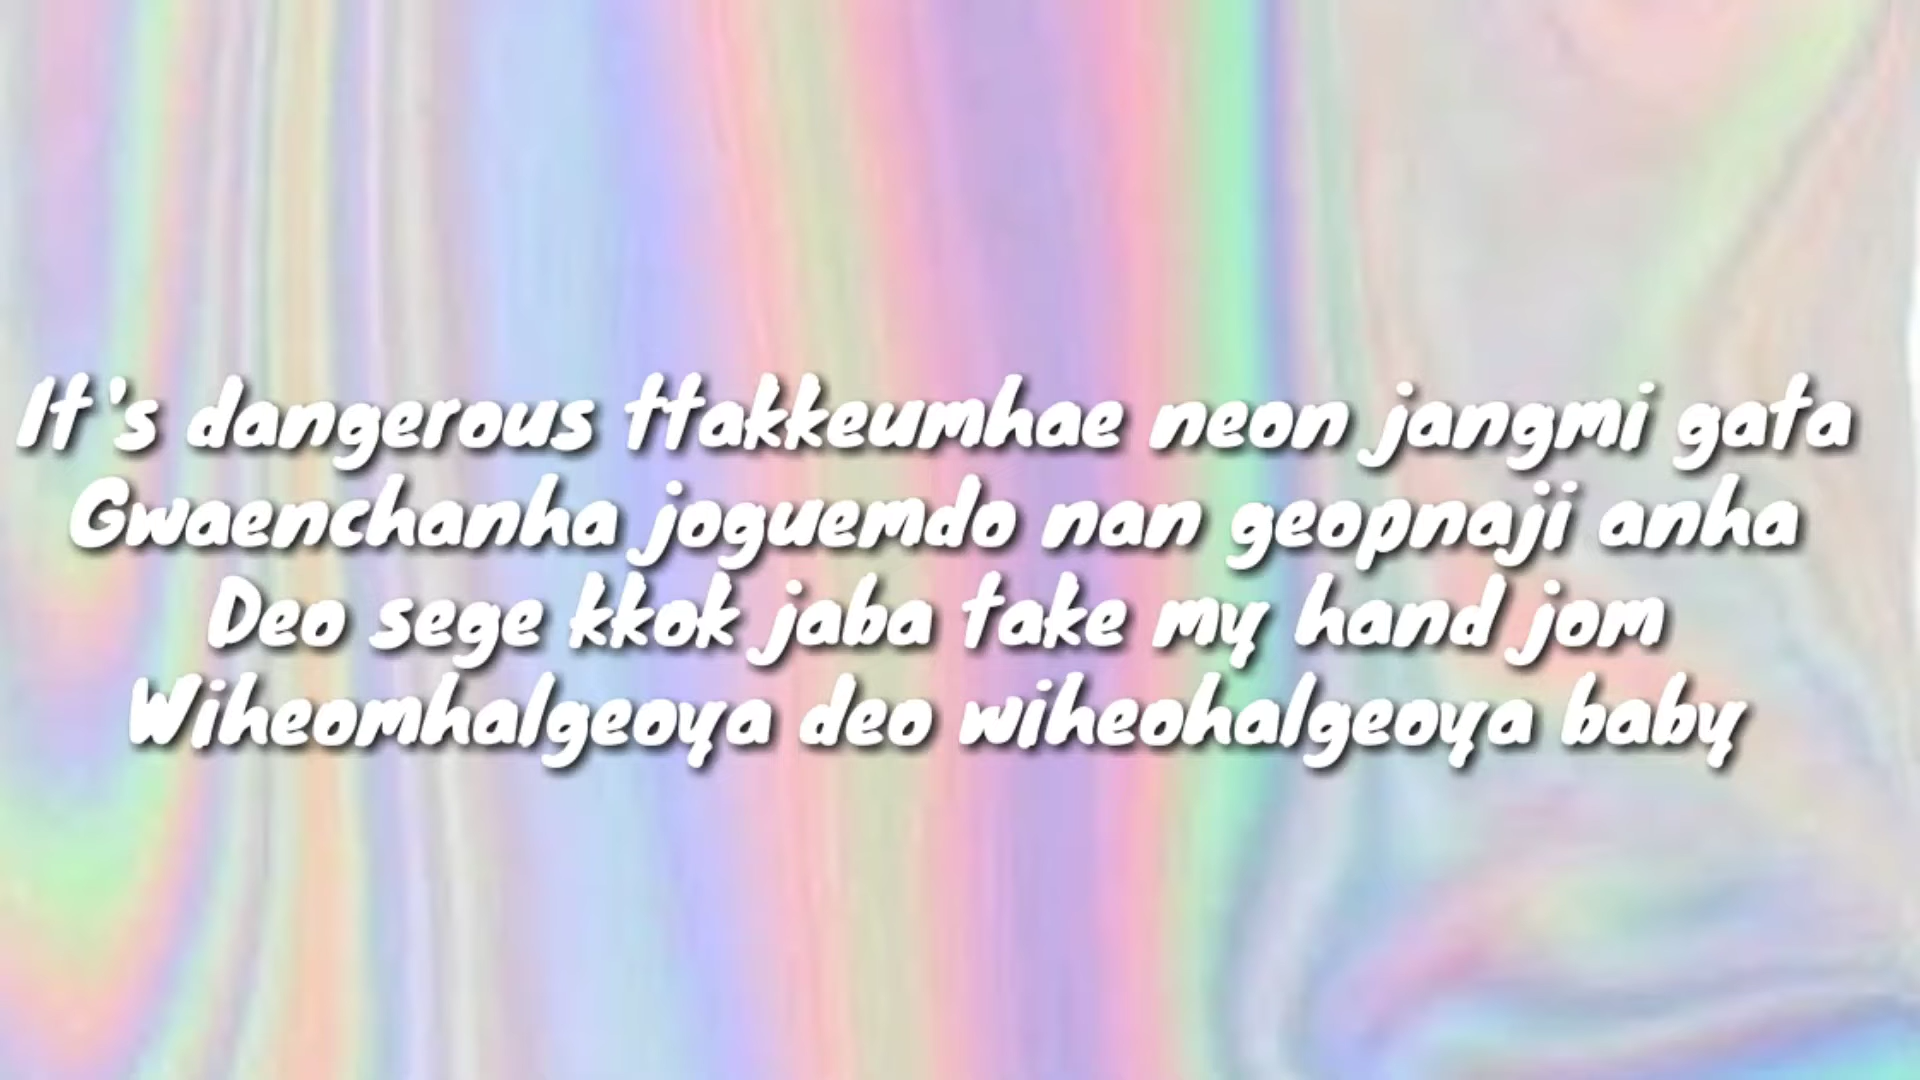 It's dangerous ttakkeumhae neon jangmi gata
Gwaenchanha joguemdo nan geopnaji anha
Deo sege kkok jaba take my hand jom
Wiheomhalgeoya deo wiheohalgeoya baby